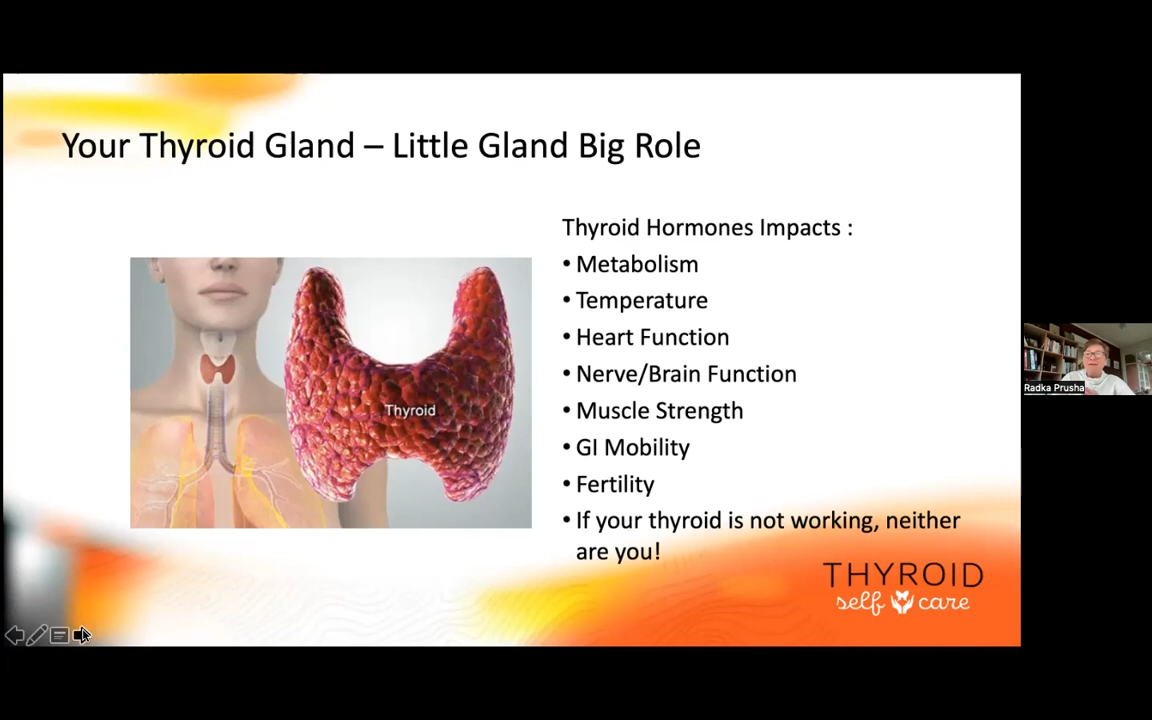 Your Thyroid Gland – Little Gland Big Role
Thyroid Hormones Impacts :
• Metabolism
• Temperature
• Heart Function
• Nerve/Brain Function
• Muscle Strength
• GI Mobility
• Fertility
• If your thyroid is not working, neither
are you!
Thyroid
THYROID
self care
Radka Prusha